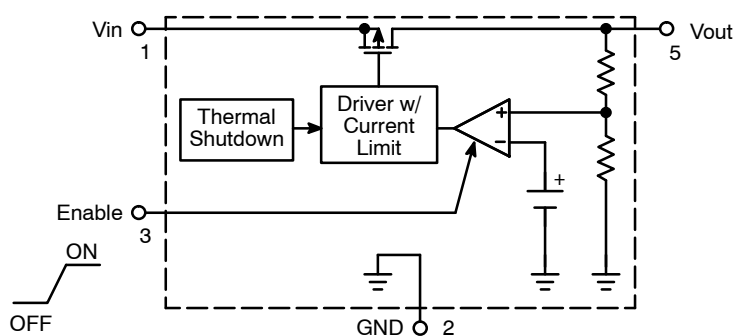 Vin
1
Vout
5
Thermal
Shutdown
Driver w/
Current
Limit
+
−
+
Enable
3
ON
OFF
GND
2